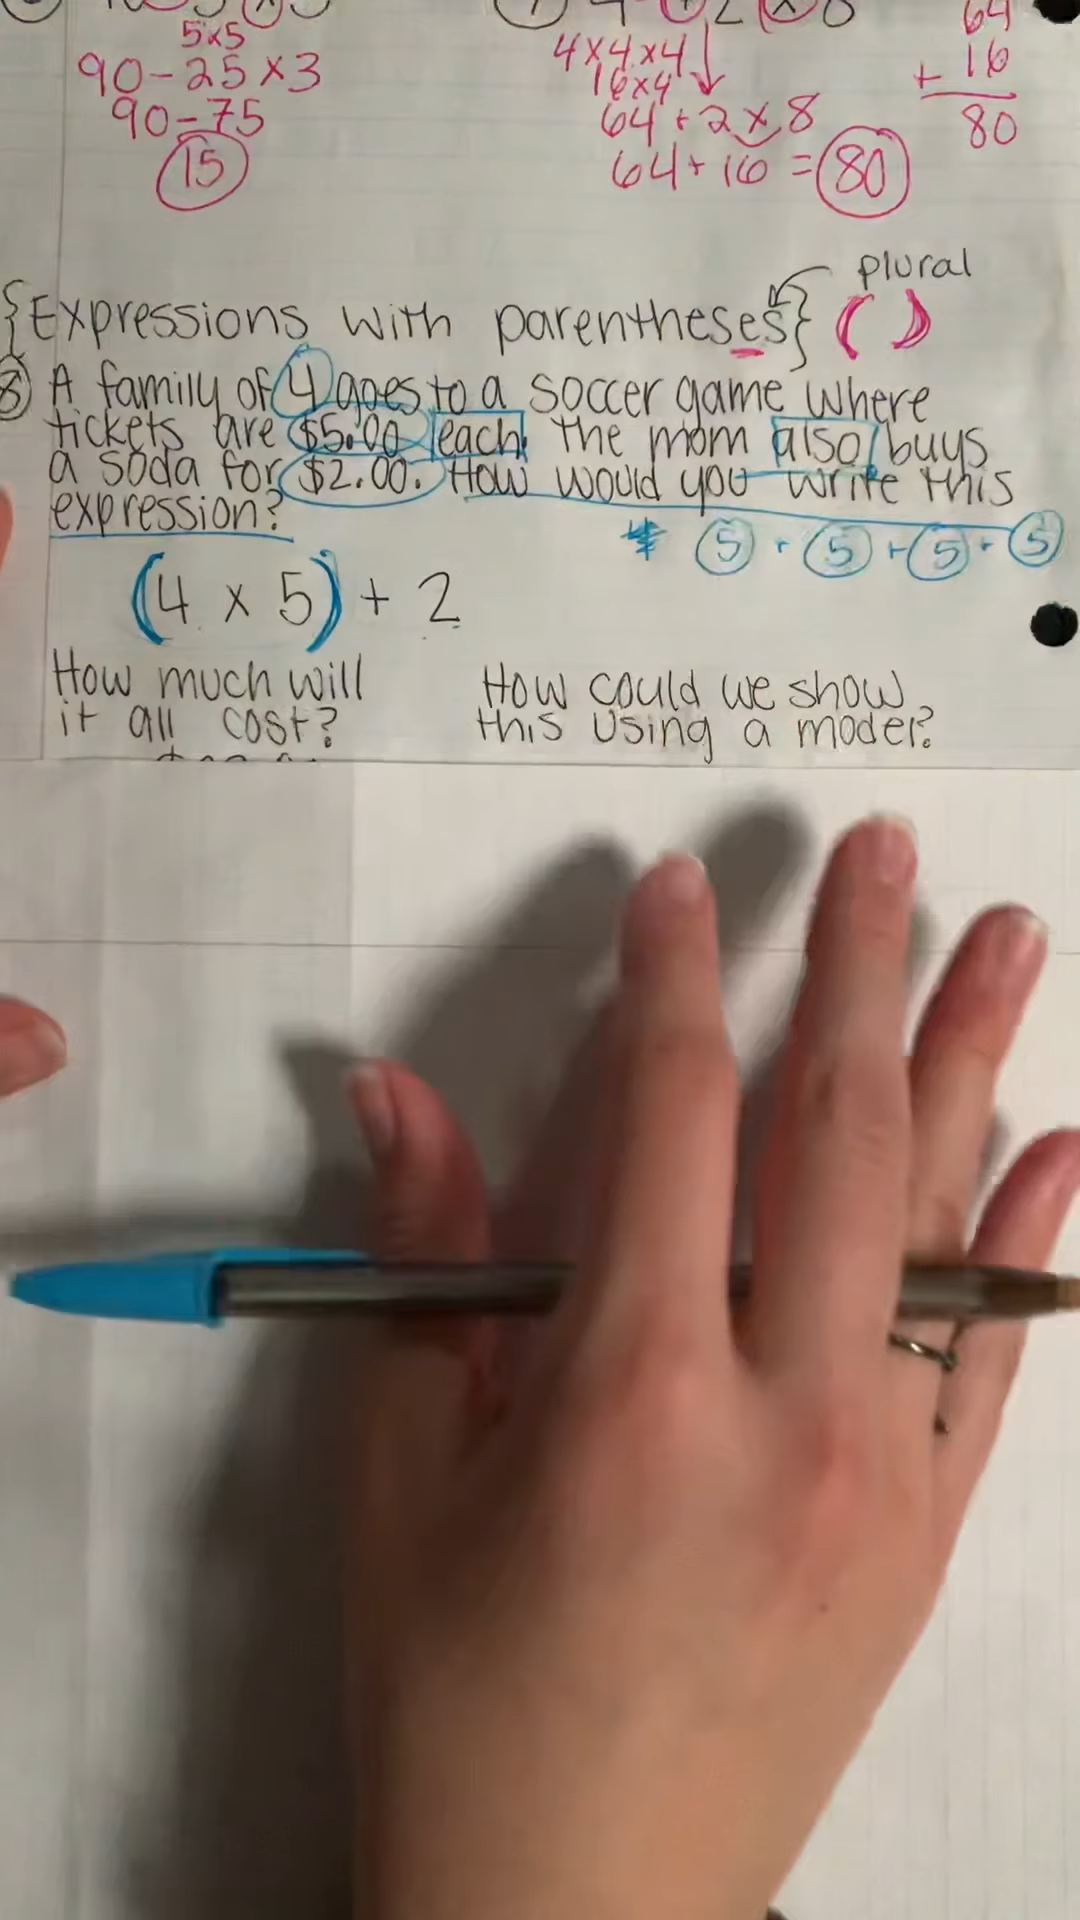 5x5
90-25x3
90-75
15
4x4x4
16x4
64+2x8
64+16=80
64
+ 16
80
plural
{Expressions with parentheses} ( )
8 A family of 4 goes to a soccer game where
tickets are $5.00 each. The mom also buys
a soda for $2.00. How would you write this
expression?
* 5 + 5 + 5 + 5
(4 x 5) + 2
How much will
it all cost?
How could we show
this using a model?